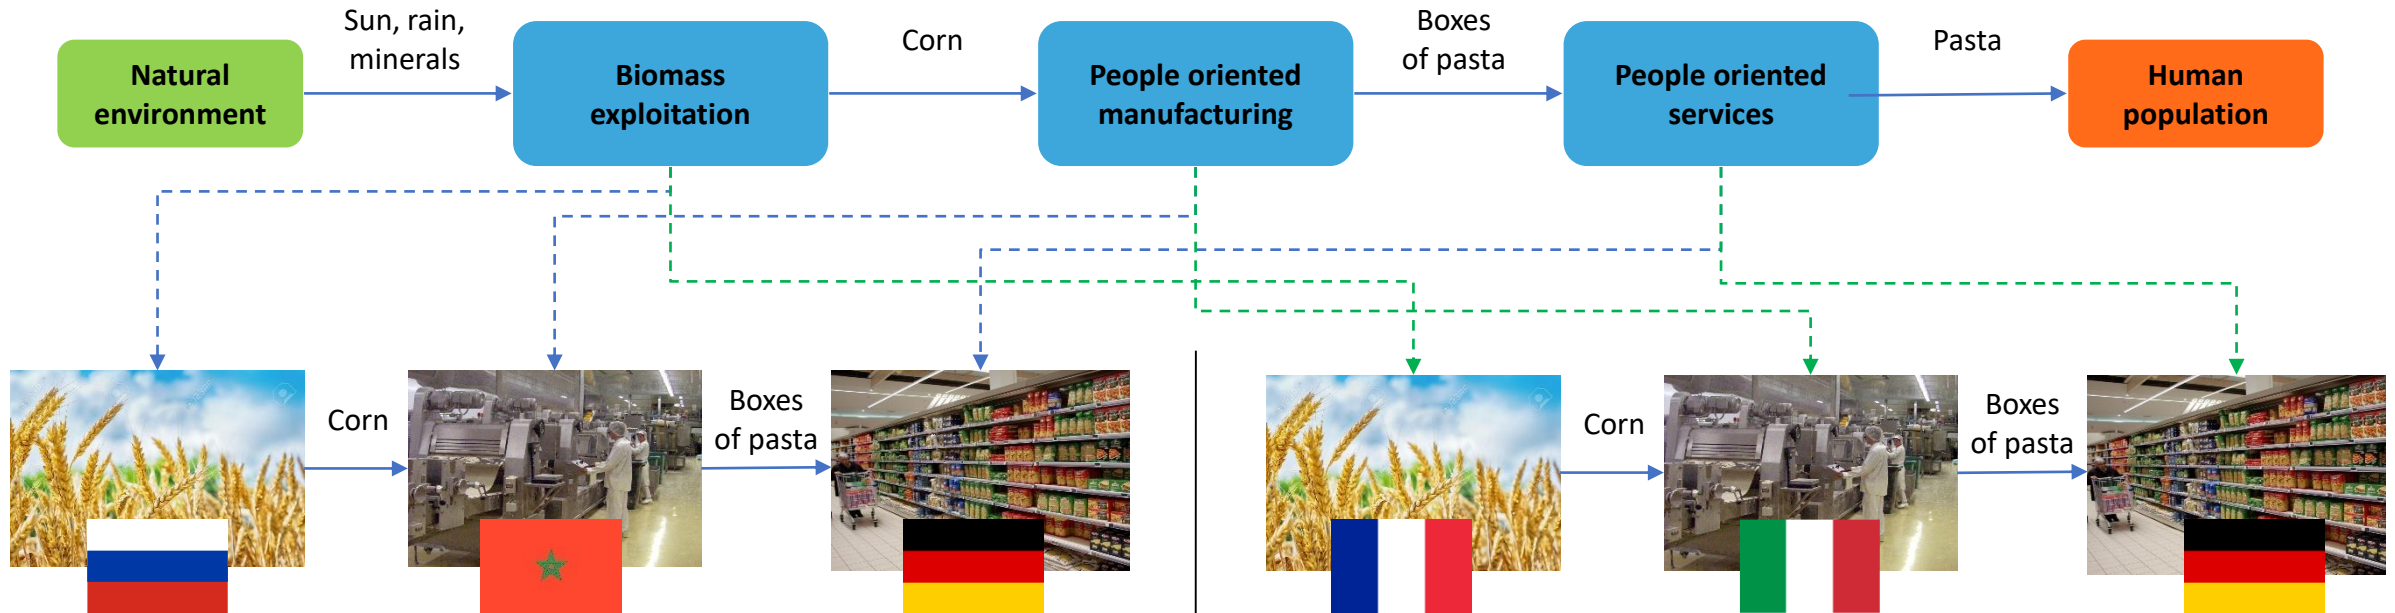 Natural
environment
Sun, rain,
minerals
Biomass
exploitation
Corn
People oriented
manufacturing
Boxes
of pasta
People oriented
services
Pasta
Human
population
Corn
Boxes
of pasta
Corn
Boxes
of pasta